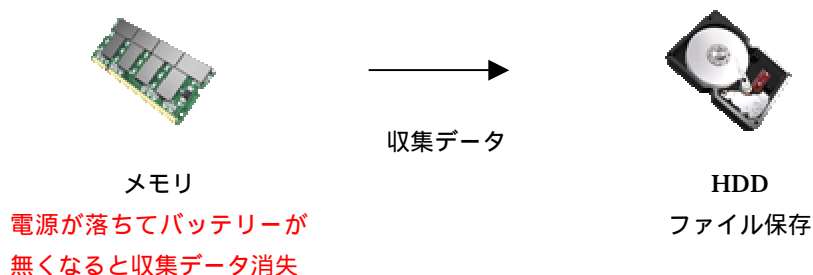 収集データ
メモリ
電源が落ちてバッテリーが
無くなると収集データ消失
HDD
ファイル保存